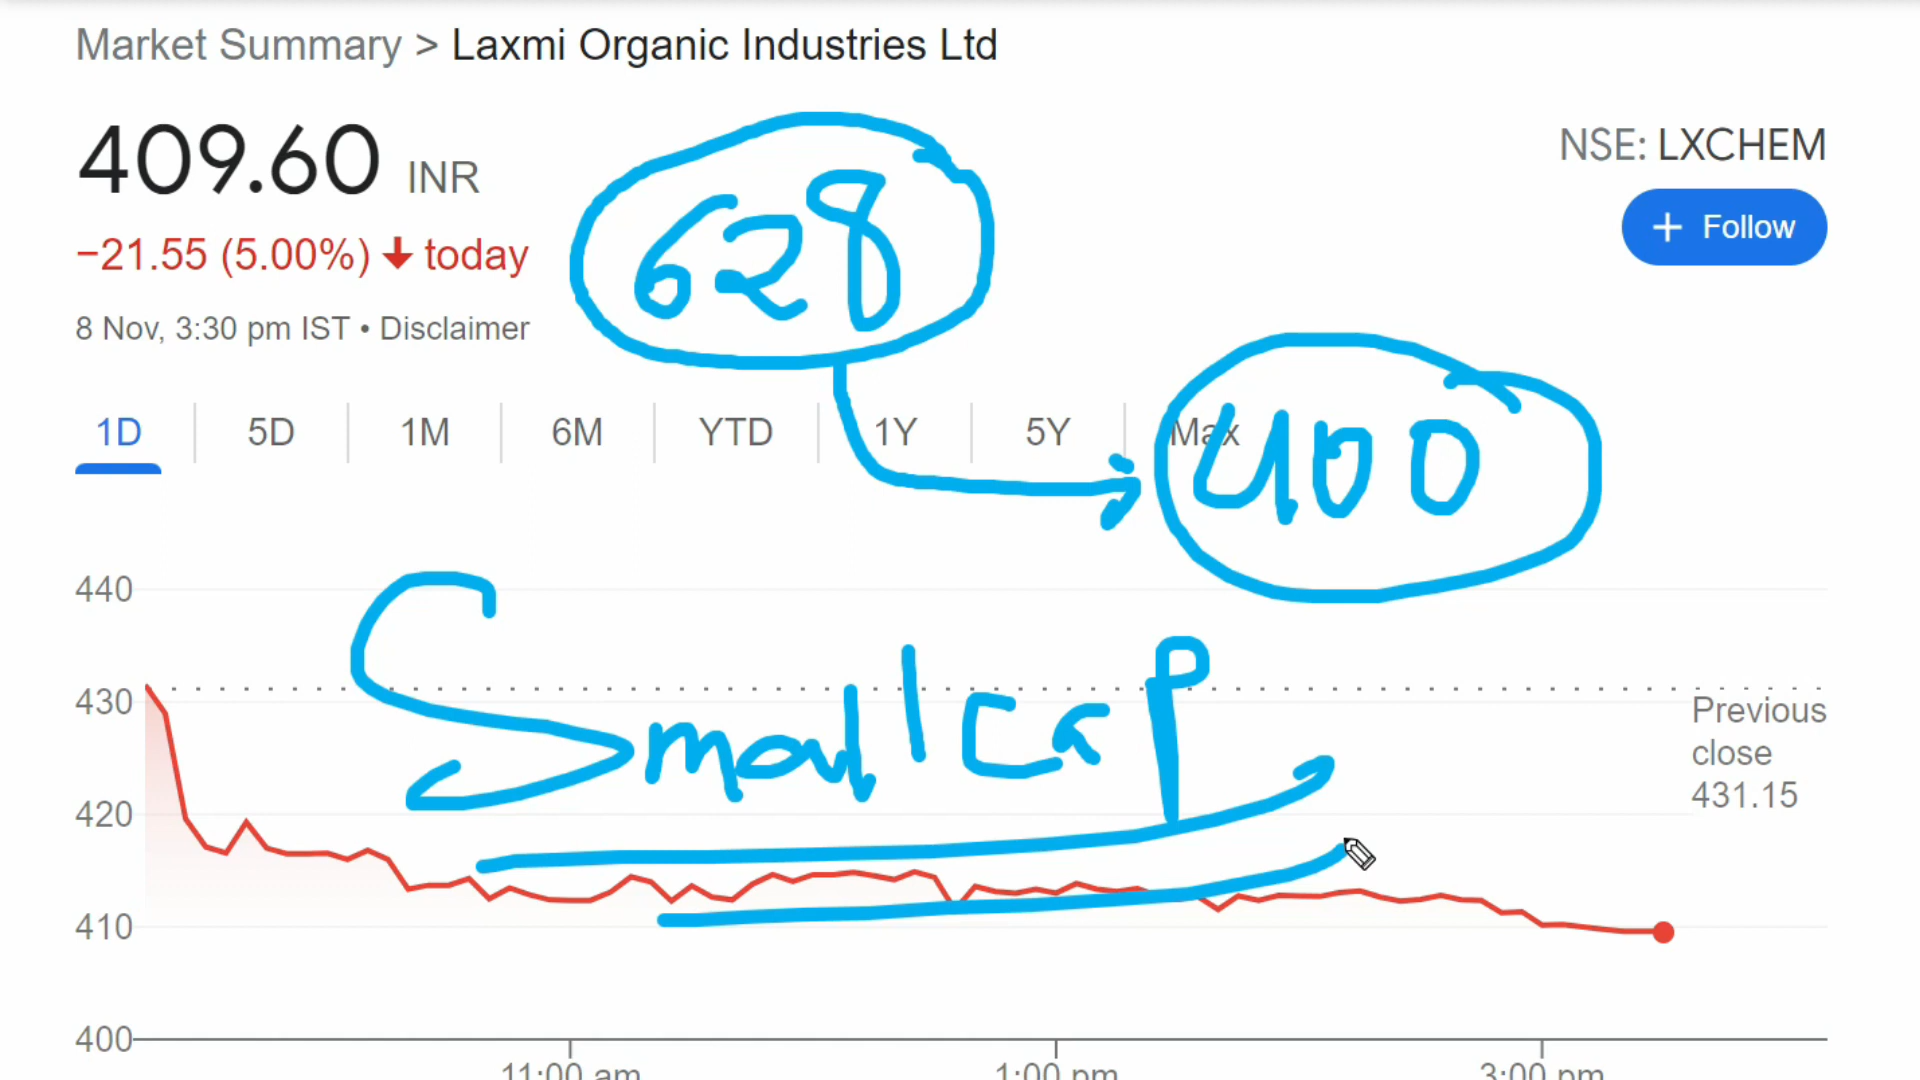 Market Summary > Laxmi Organic Industries Ltd
409.60 INR
NSE: LXCHEM
+ Follow
−21.55 (5.00%) ↓ today
8 Nov, 3:30 pm IST • Disclaimer
628
1D 5D 1M 6M YTD 1Y 5Y Max
400
440
430
Small Cap
Previous
close
431.15
420
410
400
11:00 am 1:00 pm 3:00 pm